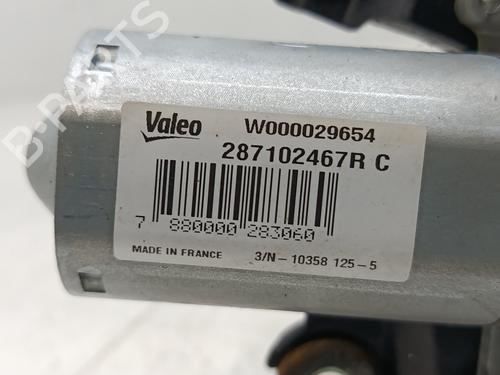 B-PARTS
Valeo W000029654
287102467R C
7 880000 283060
MADE IN FRANCE 3/N-10358 125-5